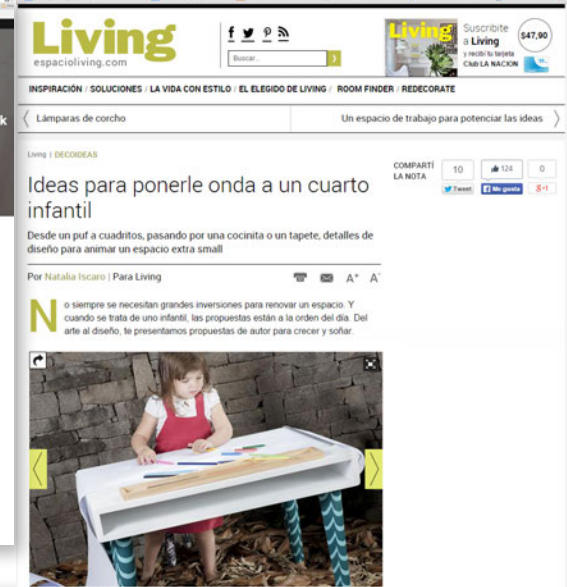 k
Living
espacioliving.com
Buscar...
Living
Suscribite
a Living
y recibí tu tarjeta
Club LA NACION
$47,90
INSPIRACIÓN / SOLUCIONES / LA VIDA CON ESTILO / EL ELEGIDO DE LIVING / ROOM FINDER / REDECORATE
Lámparas de corcho
Un espacio de trabajo para potenciar las ideas
Living | DECOIDEAS
COMPARTÍ
LA NOTA
10
124
0
Tweet
Me gusta
g+1
Ideas para ponerle onda a un cuarto
infantil
Desde un puf a cuadritos, pasando por una cocinita o un tapete, detalles de
diseño para animar un espacio extra small
Por Natalia Iscaro | Para Living
A+ A-
No siempre se necesitan grandes inversiones para renovar un espacio. Y
cuando se trata de uno infantil, las propuestas están a la orden del día. Del
arte al diseño, te presentamos propuestas de autor para crecer y soñar.